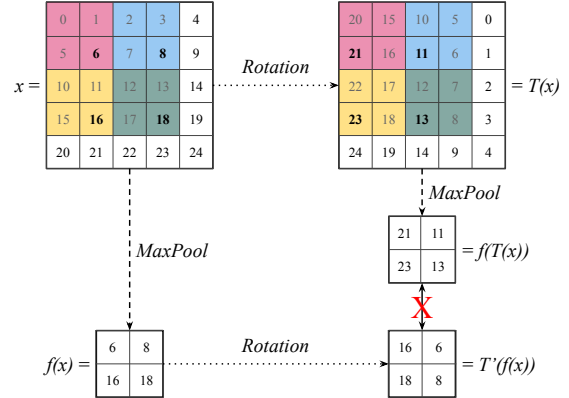 0 1 2 3 4
5 6 7 8 9
x = 10 11 12 13 14
15 16 17 18 19
20 21 22 23 24
Rotation
20 15 10 5 0
21 16 11 6 1
22 17 12 7 2 = T(x)
23 18 13 8 3
24 19 14 9 4
MaxPool
MaxPool
21 11
23 13
= f(T(x))
X
f(x) =
6 8
16 18
Rotation
16 6
18 8
= T'(f(x))